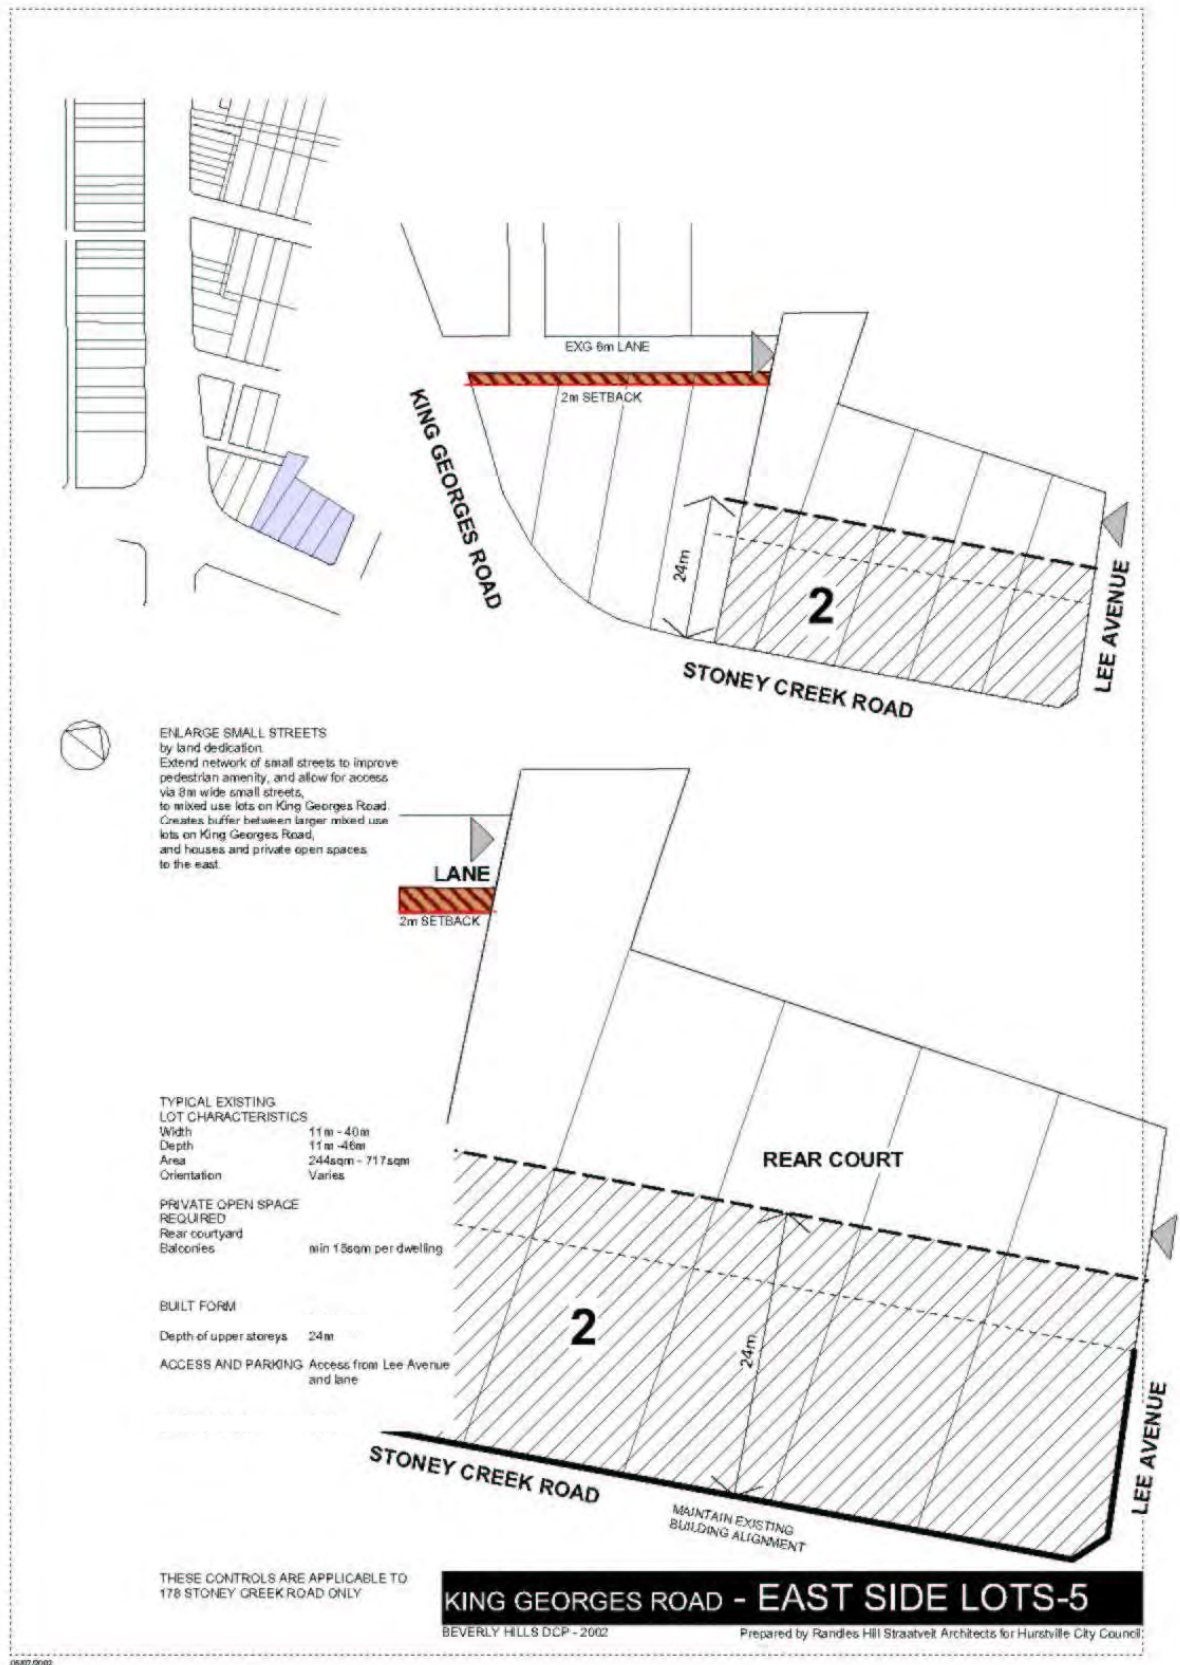 EXG 6m LANE
2m SETBACK
KING GEORGES ROAD
24m
2
LEE AVENUE
STONEY CREEK ROAD
ENLARGE SMALL STREETS
by land dedication
Extend network of small streets to improve
pedestrian amenity, and allow for access
via 8m wide small streets,
to mixed use lots on King Georges Road.
Creates buffer between larger mixed use
lots on King Georges Road,
and houses and private open spaces
to the east.
LANE
2m SETBACK
TYPICAL EXISTING
LOT CHARACTERISTICS
Width 11m - 40m
Depth 11m -46m
Area 244sqm - 717sqm
Orientation Varies
REAR COURT
PRIVATE OPEN SPACE
REQUIRED
Rear courtyard
Balconies min 15sqm per dwelling
BUILT FORM
Depth of upper storeys 24m
ACCESS AND PARKING Access from Lee Avenue
and lane
2
24m
LEE AVENUE
STONEY CREEK ROAD
MAINTAIN EXISTING
BUILDING ALIGNMENT
THESE CONTROLS ARE APPLICABLE TO
178 STONEY CREEK ROAD ONLY
KING GEORGES ROAD - EAST SIDE LOTS-5
BEVERLY HILLS DCP - 2002 Prepared by Randles Hill Straatveit Architects for Hurstville City Council